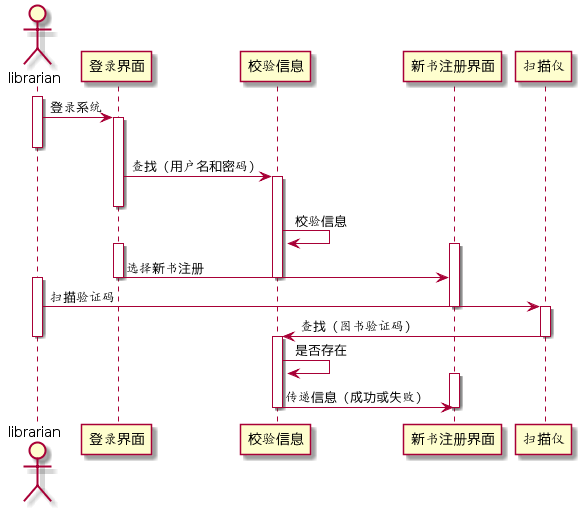 librarian
登录界面
校验信息
新书注册界面
扫描仪
登录系统
查找（用户名和密码）
校验信息
选择新书注册
扫描验证码
查找（图书验证码）
是否存在
传递信息（成功或失败）
librarian
登录界面
校验信息
新书注册界面
扫描仪